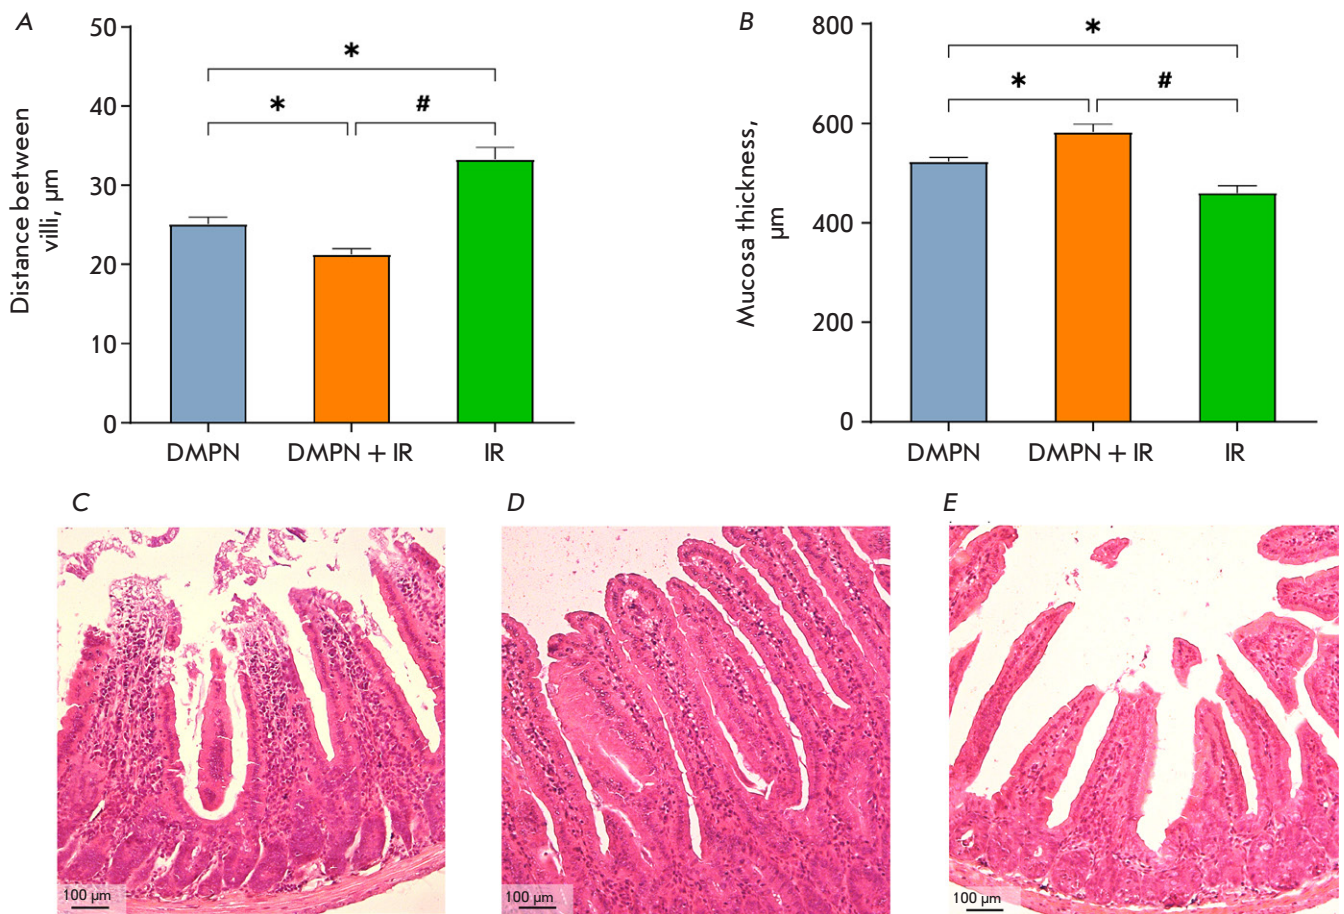 A
50
40
30
20
10
0
Distance between
villi, µm
*
*
#
DMPN
DMPN + IR
IR
B
800
600
400
200
0
Mucosa thickness,
µm
*
*
#
DMPN
DMPN + IR
IR
C
D
E
100 µm
100 µm
100 µm